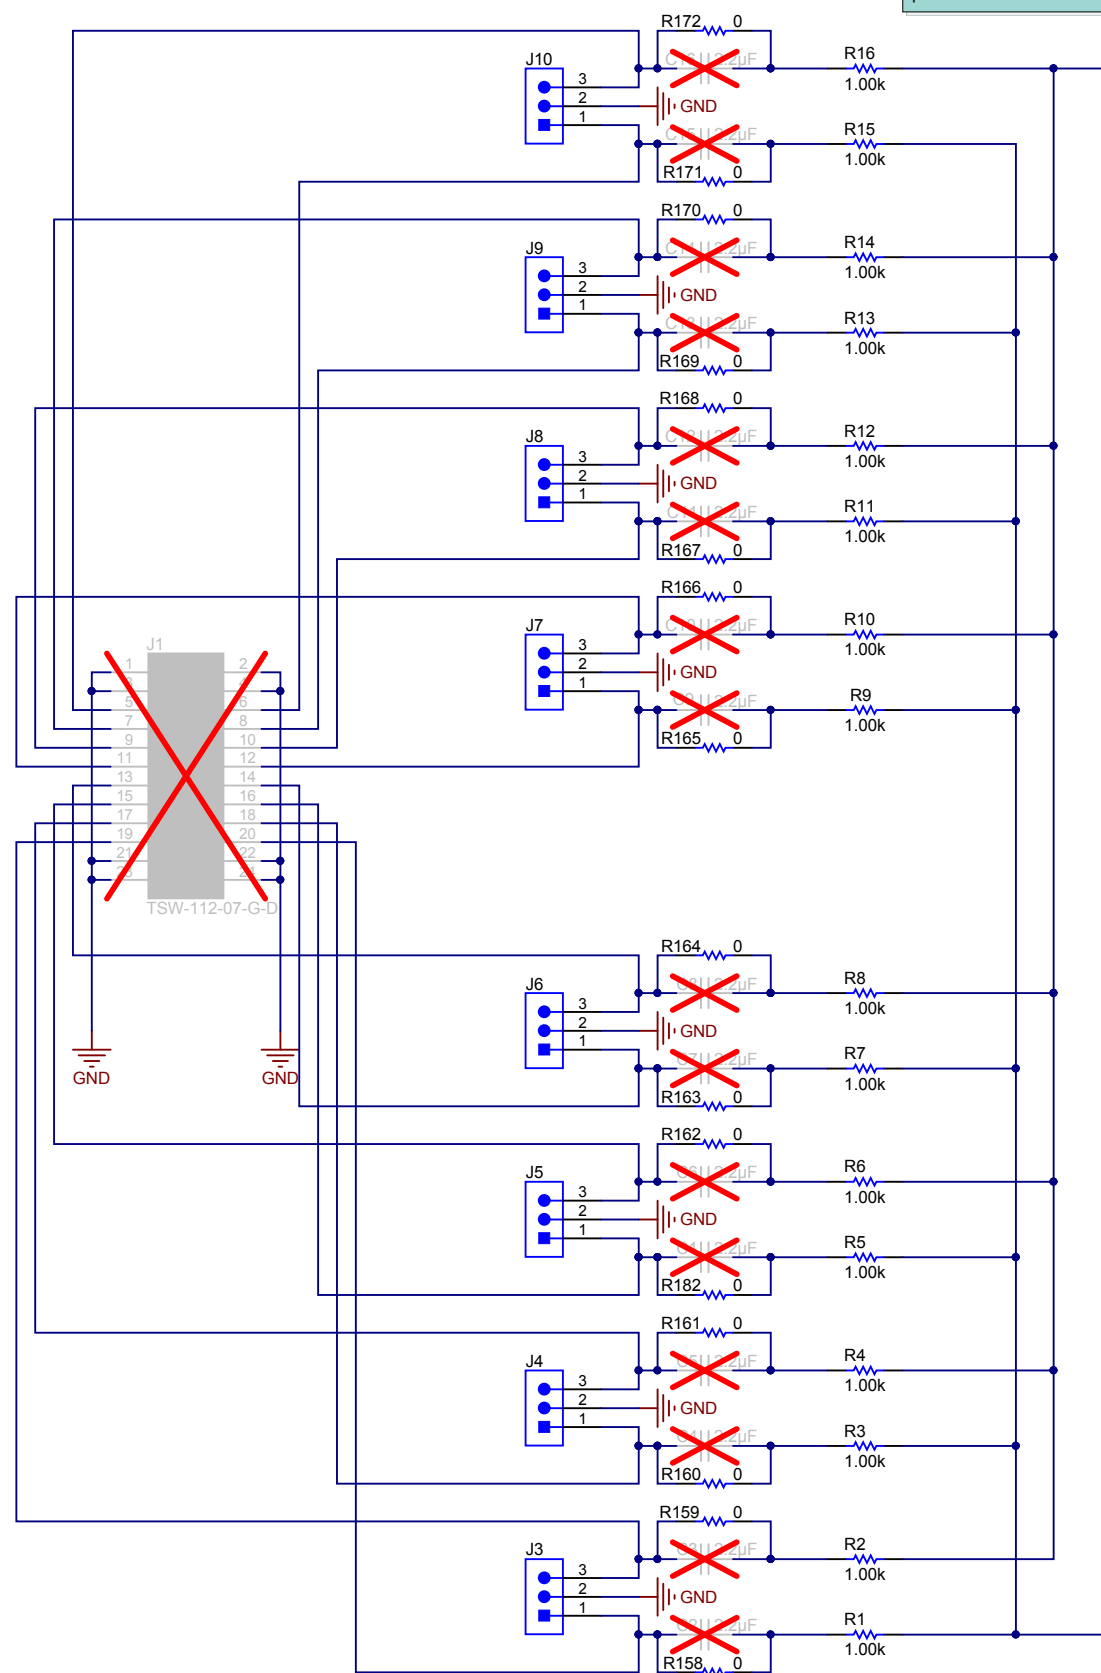 R172 0
J10
3
2
1
GND
R16
1.00k
R15
1.00k
R171 0
R170 0
J9
3
2
1
GND
R14
1.00k
R13
1.00k
R169 0
R168 0
J8
3
2
1
GND
R12
1.00k
R11
1.00k
R167 0
R166 0
J7
3
2
1
GND
R10
1.00k
R9
1.00k
R165 0
J1
1 2
5 6
7 8
9 10
11 12
13 14
15 16
17 18
19 20
21 22
TSW-112-07-G-D
GND
GND
R164 0
J6
3
2
1
GND
R8
1.00k
R7
1.00k
R163 0
R162 0
J5
3
2
1
GND
R6
1.00k
R5
1.00k
R182 0
R161 0
J4
3
2
1
GND
R4
1.00k
R3
1.00k
R160 0
R159 0
J3
3
2
1
GND
R2
1.00k
R1
1.00k
R158 0